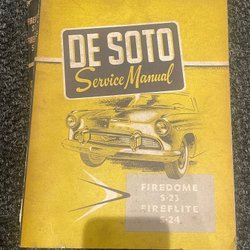 DE SOTO
Service Manual
FIREDOME
S-23
FIREFLITE
S-24